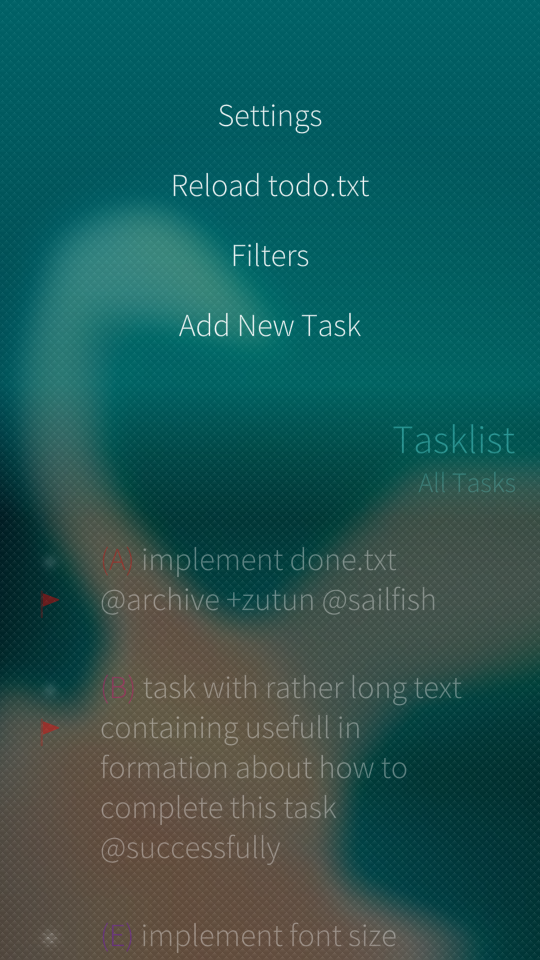 Settings
Reload todo.txt
Filters
Add New Task
Tasklist
All Tasks
(A) implement done.txt
@archive +zutun @sailfish
(B) task with rather long text
containing usefull in
formation about how to
complete this task
@successfully
(E) implement font size